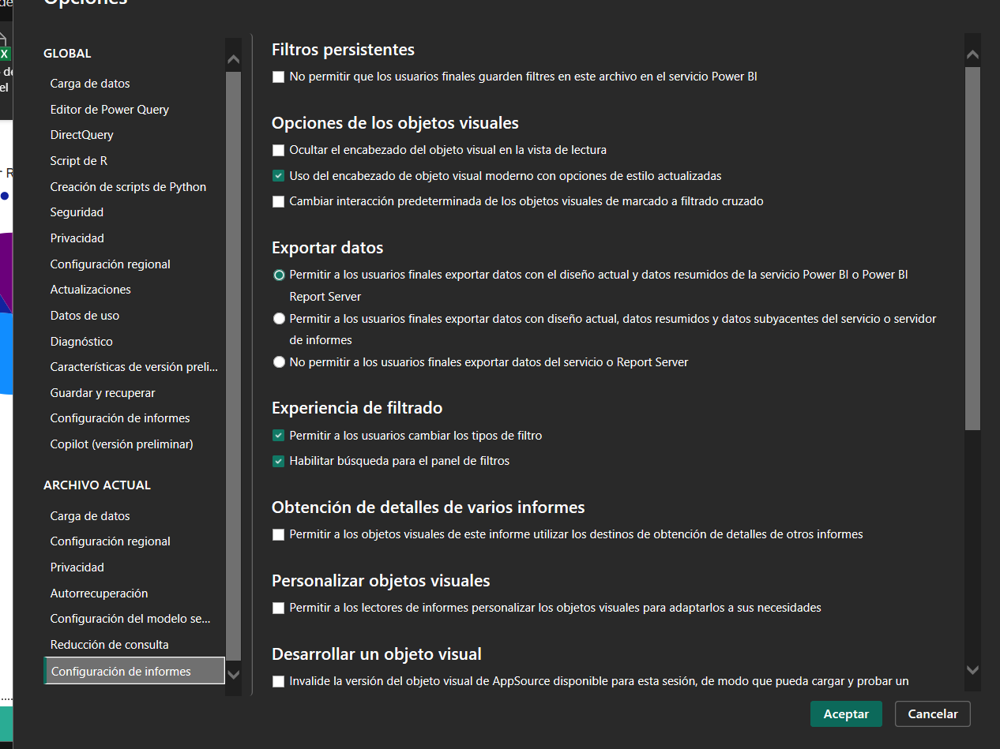 Opciones
GLOBAL
Carga de datos
Editor de Power Query
DirectQuery
Script de R
Creación de scripts de Python
Seguridad
Privacidad
Configuración regional
Actualizaciones
Datos de uso
Diagnóstico
Características de versión preli...
Guardar y recuperar
Configuración de informes
Copilot (versión preliminar)
ARCHIVO ACTUAL
Carga de datos
Configuración regional
Privacidad
Autorrecuperación
Configuración del modelo se...
Reducción de consulta
Configuración de informes
Filtros persistentes
No permitir que los usuarios finales guarden filtres en este archivo en el servicio Power BI
Opciones de los objetos visuales
Ocultar el encabezado del objeto visual en la vista de lectura
Uso del encabezado de objeto visual moderno con opciones de estilo actualizadas
Cambiar interacción predeterminada de los objetos visuales de marcado a filtrado cruzado
Exportar datos
Permitir a los usuarios finales exportar datos con el diseño actual y datos resumidos de la servicio Power BI o Power BI
Report Server
Permitir a los usuarios finales exportar datos con diseño actual, datos resumidos y datos subyacentes del servicio o servidor
de informes
No permitir a los usuarios finales exportar datos del servicio o Report Server
Experiencia de filtrado
Permitir a los usuarios cambiar los tipos de filtro
Habilitar búsqueda para el panel de filtros
Obtención de detalles de varios informes
Permitir a los objetos visuales de este informe utilizar los destinos de obtención de detalles de otros informes
Personalizar objetos visuales
Permitir a los lectores de informes personalizar los objetos visuales para adaptarlos a sus necesidades
Desarrollar un objeto visual
Invalide la versión del objeto visual de AppSource disponible para esta sesión, de modo que pueda cargar y probar un
Aceptar
Cancelar